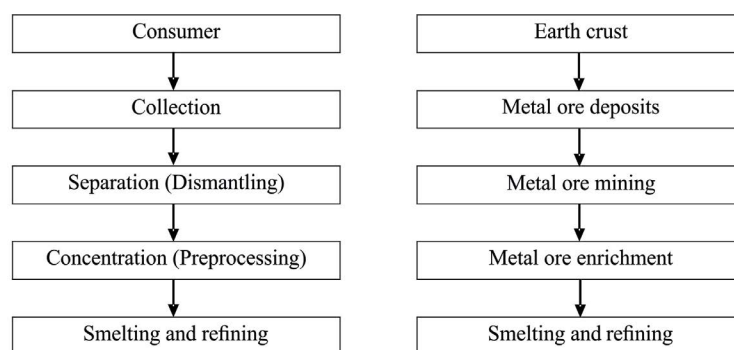 Consumer
Collection
Separation (Dismantling)
Concentration (Preprocessing)
Smelting and refining
Earth crust
Metal ore deposits
Metal ore mining
Metal ore enrichment
Smelting and refining